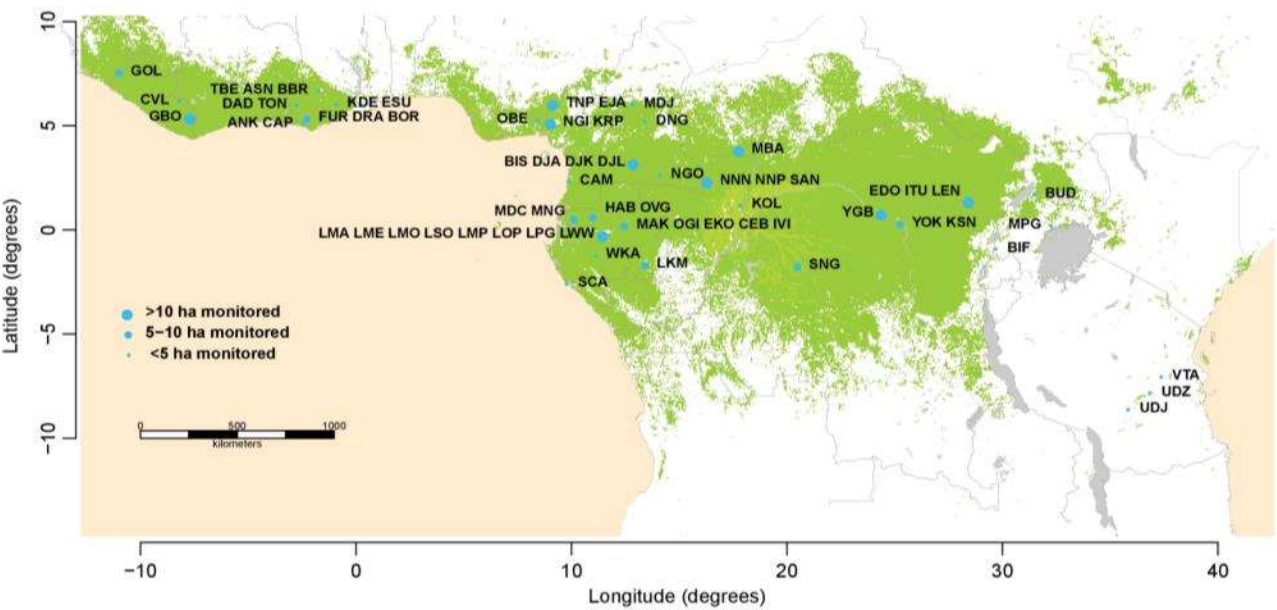 10
5
0
−5
−10
Latitude (degrees)
GOL
CVL
GBO
TBE ASN BBR
DAD TON
ANK CAP
KDE ESU
FUR DRA BOR
OBE
TNP EJA
MDJ
NGI KRP
DNG
MBA
BIS DJA DJK DJL
NGO
NNN NNP SAN
CAM
KOL
EDO ITU LEN
BUD
MDC MNG
HAB OVG
YGB
YOK KSN
MPG
MAK OGI EKO CEB IVI
LMA LME LMO LSO LMP LOP LPG LWW
BIF
WKA
LKM
SNG
SCA
>10 ha monitored
5−10 ha monitored
<5 ha monitored
VTA
UDZ
UDJ
0 500 1000
kilometers
−10 0 10 20 30 40
Longitude (degrees)